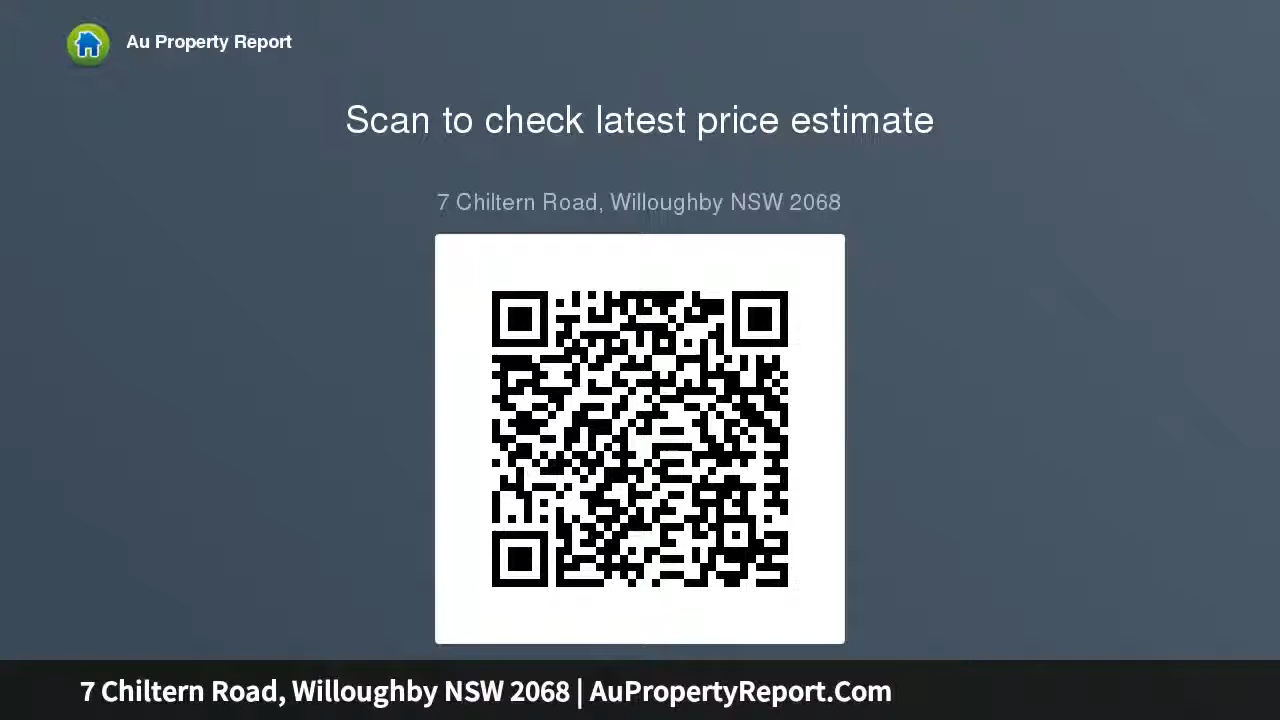 Au Property Report
Scan to check latest price estimate
7 Chiltern Road, Willoughby NSW 2068
7 Chiltern Road, Willoughby NSW 2068 | AuPropertyReport.Com